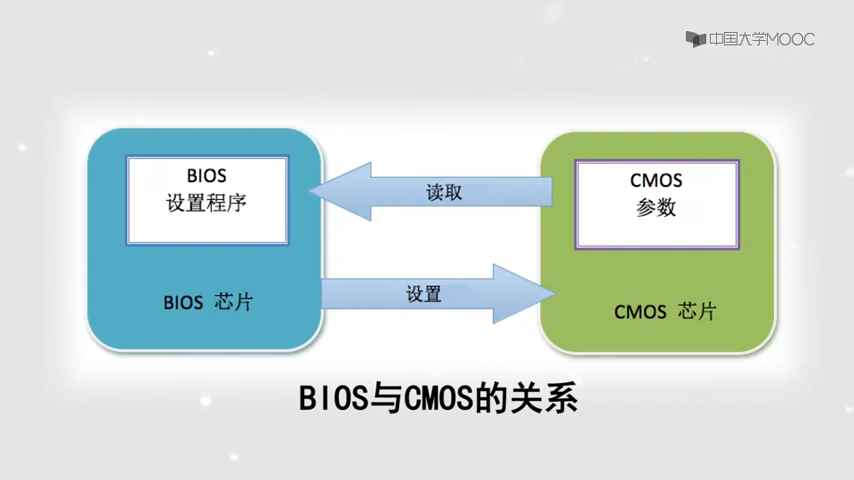 中国大学MOOC
BIOS
设置程序
读取
CMOS
参数
设置
BIOS 芯片
CMOS 芯片
BIOS与CMOS的关系